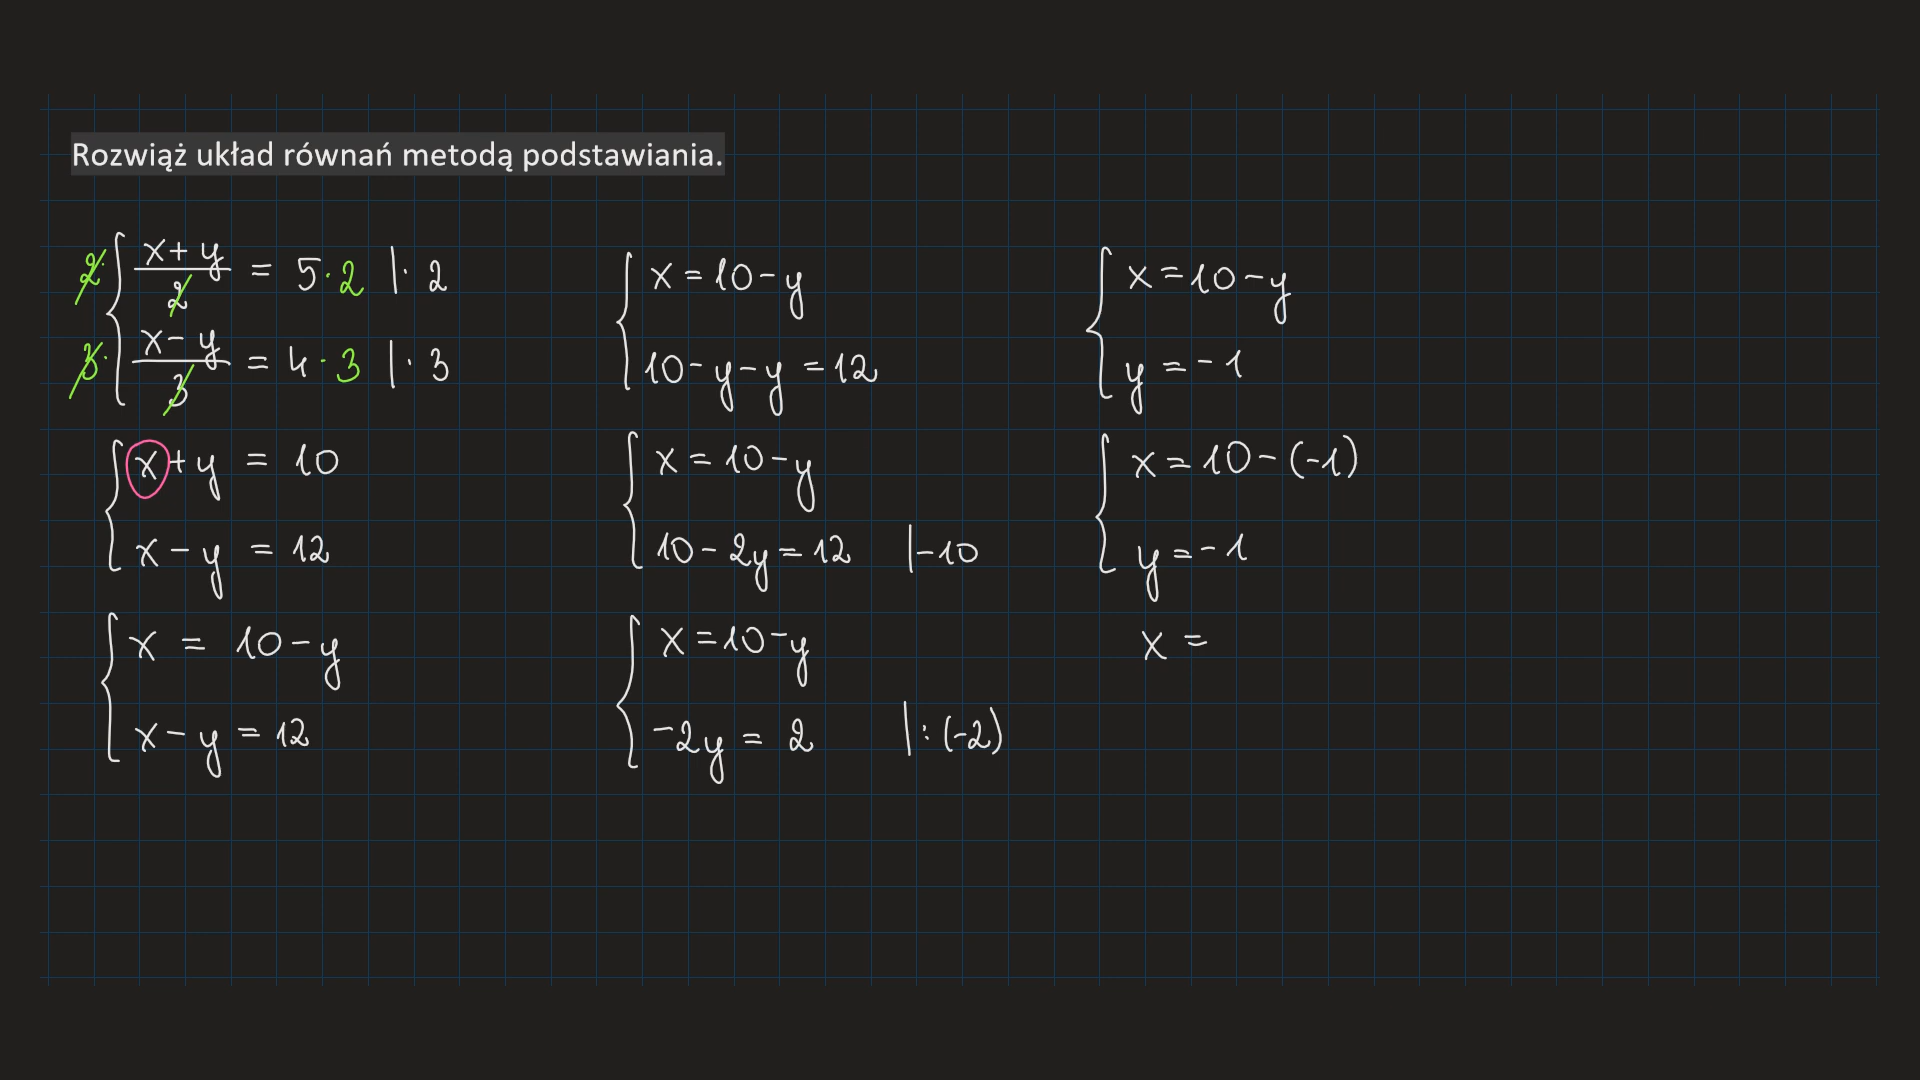 Rozwiąż układ równań metodą podstawiania.
2· x+y / 2 = 5·2 |·2
3· x-y / 3 = 4·3 |·3
x+y = 10
x-y = 12
x = 10-y
x-y = 12
x=10-y
10-y-y=12
x=10-y
10-2y=12 |-10
x=10-y
-2y = 2 |:(-2)
x=10-y
y=-1
x=10-(-1)
y=-1
x =